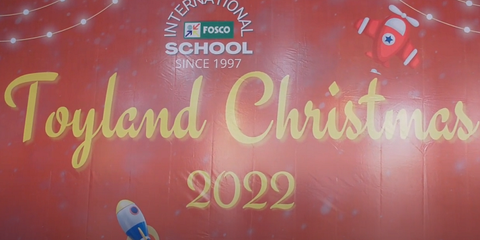 INTERNATIONAL
FOSCO
SCHOOL
SINCE 1997
Toyland Christmas
2022